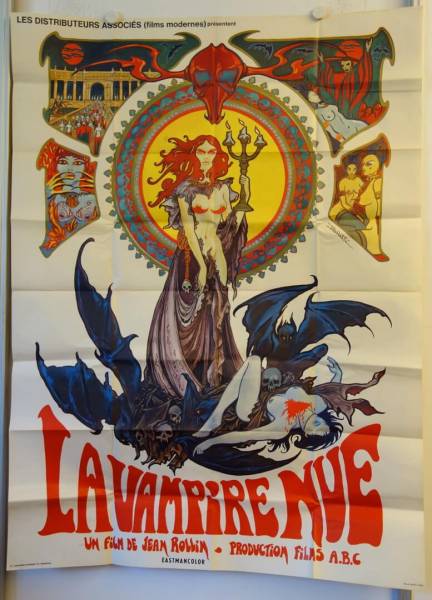 LES DISTRIBUTEURS ASSOCIÉS (films modernes) présentent
LA VAMPIRE NUE
UN FILM DE JEAN ROLLIN . PRODUCTION FILMS A.B.C
EASTMANCOLOR